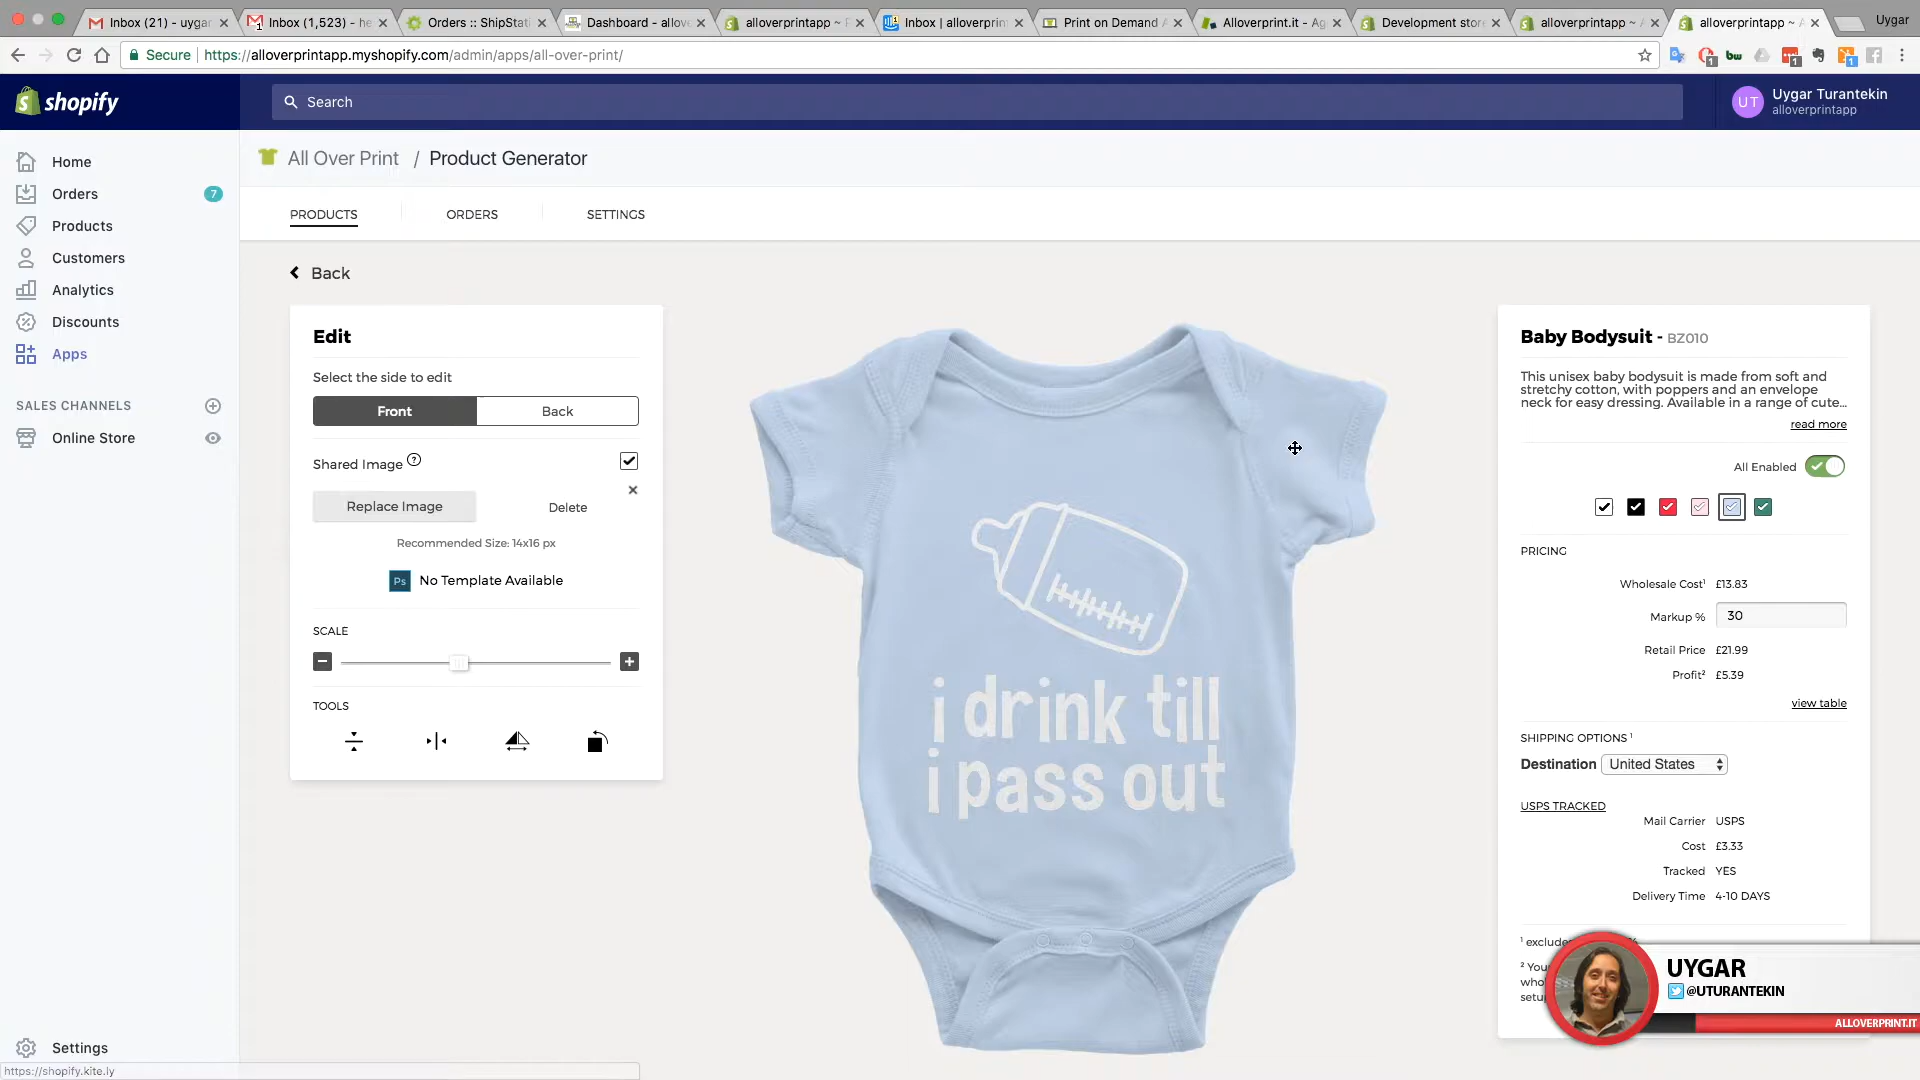 Inbox (21) - uygar
Inbox (1,523) - he
Orders :: ShipStati
Dashboard - allove
alloverprintapp ~ P
Inbox | alloverprin
Print on Demand A
Alloverprint.it - Ag
Development store
alloverprintapp ~ A
alloverprintapp ~ A
Uygar
Secure
https://alloverprintapp.myshopify.com/admin/apps/all-over-print/
shopify
Search
UT
Uygar Turantekin
alloverprintapp
Home
Orders 7
Products
Customers
Analytics
Discounts
Apps
SALES CHANNELS
Online Store
Settings
https://shopify.kite.ly
All Over Print / Product Generator
PRODUCTS
ORDERS
SETTINGS
Back
Edit
Select the side to edit
Front
Back
Shared Image ?
Replace Image
Delete
Recommended Size: 14x16 px
Ps No Template Available
SCALE
TOOLS
i drink till
i pass out
Baby Bodysuit - BZ010
This unisex baby bodysuit is made from soft and
stretchy cotton, with poppers and an envelope
neck for easy dressing. Available in a range of cute...
read more
All Enabled
PRICING
Wholesale Cost¹ £13.83
Markup % 30
Retail Price £21.99
Profit² £5.39
view table
SHIPPING OPTIONS ¹
Destination United States
USPS TRACKED
Mail Carrier USPS
Cost £3.33
Tracked YES
Delivery Time 4-10 DAYS
UYGAR
@UTURANTEKIN
ALLOVERPRINT.IT